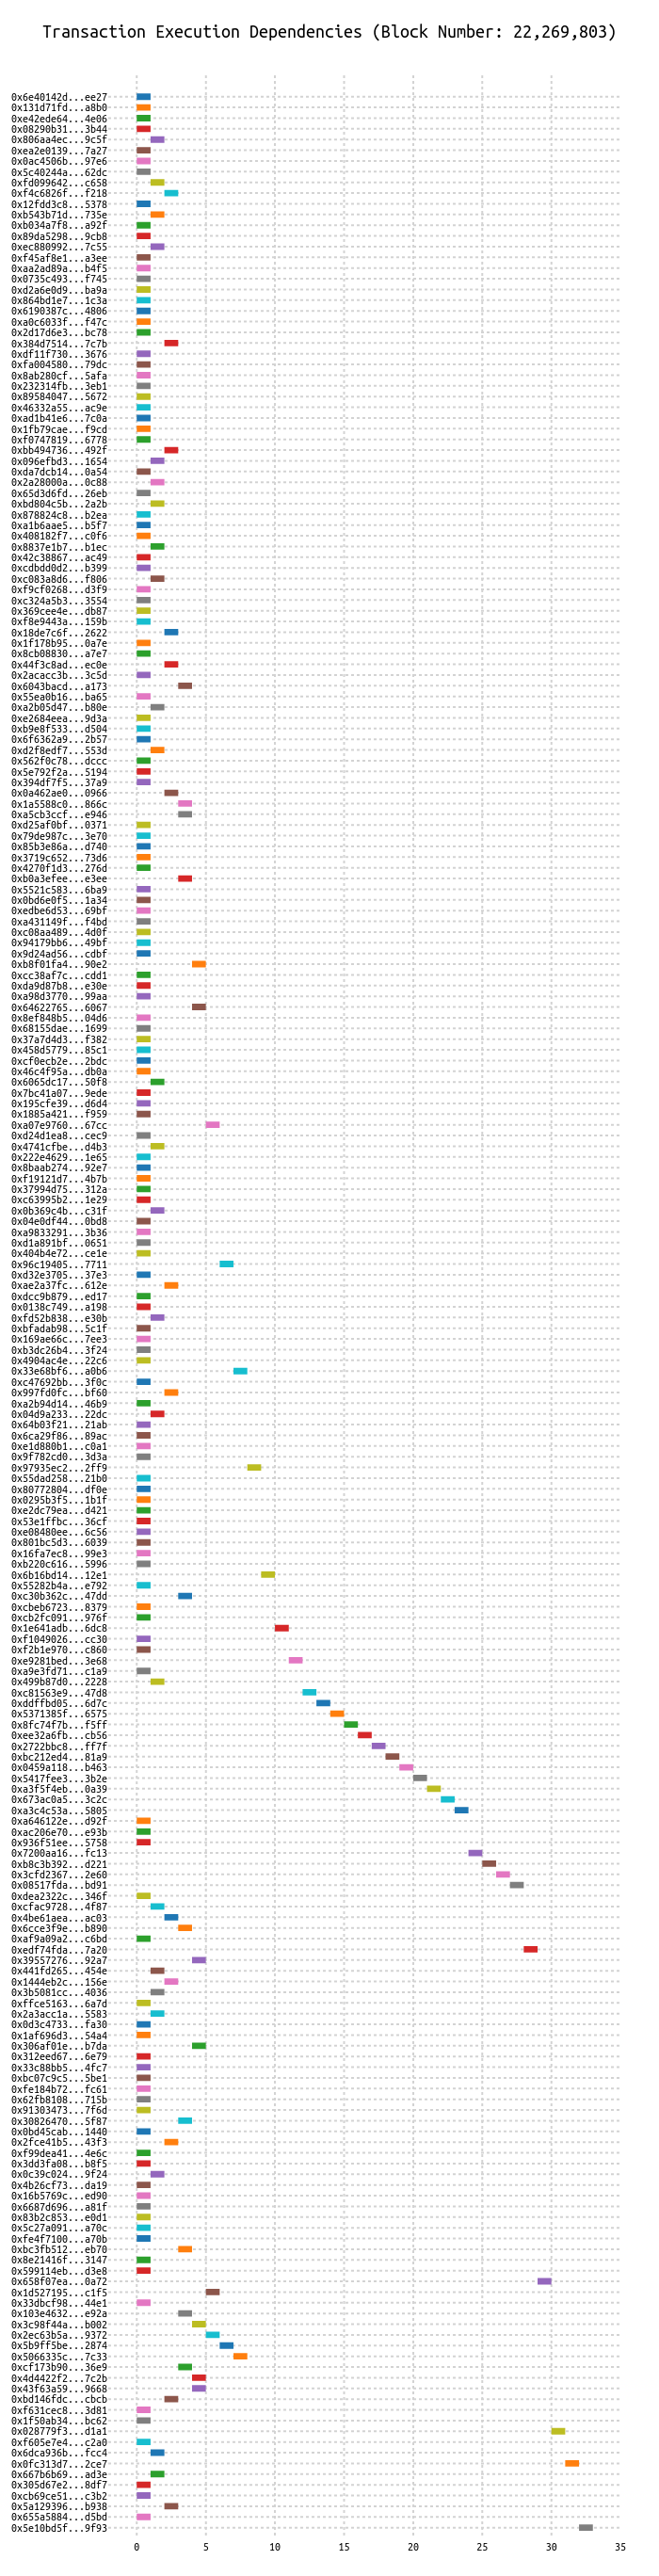 Transaction Execution Dependencies (Block Number: 22,269,803)
0x6e40142d...ee27
0x131d71fd...a8b0
0xe42ede64...4e06
0x08290b31...3b44
0x806aa4ec...9c5f
0xea2e0139...7a27
0x0ac4506b...97e6
0x5c40244a...62dc
0xfd099642...c658
0xf4c6826f...f218
0x12fdd3c8...5378
0xb543b71d...735e
0xb034a7f8...a92f
0x89da5298...9cb8
0xec880992...7c55
0xf45af8e1...a3ee
0xaa2ad89a...b4f5
0x0735c493...f745
0xd2a6e0d9...ba9a
0x864bd1e7...1c3a
0x6190387c...4806
0xa0c6033f...f47c
0x2d17d6e3...bc78
0x384d7514...7c7b
0xdf11f730...3676
0xfa004580...79dc
0x8ab280cf...5afa
0x232314fb...3eb1
0x89584047...5672
0x46332a55...ac9e
0xad1b41e6...7c0a
0x1fb79cae...f9cd
0xf0747819...6778
0xbb494736...492f
0x096efbd3...1654
0xda7dcb14...0a54
0x2a28000a...0c88
0x65d3d6fd...26eb
0xbd804c5b...2a2b
0x878824c8...b2ea
0xa1b6aae5...b5f7
0x408182f7...c0f6
0x8837e1b7...b1ec
0x42c38867...ac49
0xcdbdd0d2...b399
0xc083a8d6...f806
0xf9cf0268...d3f9
0xc324a5b3...3554
0x369cee4e...db87
0xf8e9443a...159b
0x18de7c6f...2622
0x1f178b95...0a7e
0x8cb08830...a7e7
0x44f3c8ad...ec0e
0x2acacc3b...3c5d
0x6043bacd...a173
0x55ea0b16...ba65
0xa2b05d47...b80e
0xe2684eea...9d3a
0xb9e8f533...d504
0x6f6362a9...2b57
0xd2f8edf7...553d
0x562f0c78...dccc
0x5e792f2a...5194
0x394df7f5...37a9
0x0a462ae0...0966
0x1a5588c0...866c
0xa5cb3ccf...e946
0xd25af0bf...0371
0x79de987c...3e70
0x85b3e86a...d740
0x3719c652...73d6
0x4270f1d3...276d
0xb0a3efee...e3ee
0x5521c583...6ba9
0x0bd6e0f5...1a34
0xedbe6d53...69bf
0xa431149f...f4bd
0xc08aa489...4d0f
0x94179bb6...49bf
0x9d24ad56...cdbf
0xb8f01fa4...90e2
0xcc38af7c...cdd1
0xda9d87b8...e30e
0xa98d3770...99aa
0x64622765...6067
0x8ef848b5...04d6
0x68155dae...1699
0x37a7d4d3...f382
0x458d5779...85c1
0xcf0ecb2e...2bdc
0x46c4f95a...db0a
0x6065dc17...50f8
0x7bc41a07...9ede
0x195cfe39...d6d4
0x1885a421...f959
0xa07e9760...67cc
0xd24d1ea8...cec9
0x4741cfbe...d4b3
0x222e4629...1e65
0x8baab274...92e7
0xf19121d7...4b7b
0x37994d75...312a
0xc63995b2...1e29
0x0b369c4b...c31f
0x04e0df44...0bd8
0xa9833291...3b36
0xd1a891bf...0651
0x404b4e72...ce1e
0x96c19405...7711
0xd32e3705...37e3
0xae2a37fc...612e
0xdcc9b879...ed17
0x0138c749...a198
0xfd52b838...e30b
0xbfadab98...5c1f
0x169ae66c...7ee3
0xb3dc26b4...3f24
0x4904ac4e...22c6
0x33e68bf6...a0b6
0xc47692bb...3f0c
0x997fd0fc...bf60
0xa2b94d14...46b9
0x04d9a233...22dc
0x64b03f21...21ab
0x6ca29f86...89ac
0xe1d880b1...c0a1
0x9f782cd0...3d3a
0x97935ec2...2ff9
0x55dad258...21b0
0x80772804...df0e
0x0295b3f5...1b1f
0xe2dc79ea...d421
0x53e1ffbc...36cf
0xe08480ee...6c56
0x801bc5d3...6039
0x16fa7ec8...99e3
0xb220c616...5996
0x6b16bd14...12e1
0x55282b4a...e792
0xc30b362c...47dd
0xcbeb6723...8379
0xcb2fc091...976f
0x1e641adb...6dc8
0xf1049026...cc30
0xf2b1e970...c860
0xe9281bed...3e68
0xa9e3fd71...c1a9
0x499b87d0...2228
0xc81563e9...47d8
0xddffbd05...6d7c
0x5371385f...6575
0x8fc74f7b...f5ff
0xee32a6fb...cb56
0x2722bbc8...ff7f
0xbc212ed4...81a9
0x0459a118...b463
0x5417fee3...3b2e
0xa3f5f4eb...0a39
0x673ac0a5...3c2c
0xa3c4c53a...5805
0xa646122e...d92f
0xac206e70...e93b
0x936f51ee...5758
0x7200aa16...fc13
0xb8c3b392...d221
0x3cfd2367...2e60
0x08517fda...bd91
0xdea2322c...346f
0xcfac9728...4f87
0x4be61aea...ac03
0x6cce3f9e...b890
0xaf9a09a2...c6bd
0xedf74fda...7a20
0x39557276...92a7
0x441fd265...454e
0x1444eb2c...156e
0x3b5081cc...4036
0xffce5163...6a7d
0x2a3acc1a...5583
0x0d3c4733...fa30
0x1af696d3...54a4
0x306af01e...b7da
0x312eed67...6e79
0x33c88bb5...4fc7
0xbc07c9c5...5be1
0xfe184b72...fc61
0x62fb8108...715b
0x91303473...7f6d
0x30826470...5f87
0x0bd45cab...1440
0x2fce41b5...43f3
0xf99dea41...4e6c
0x3dd3fa08...b8f5
0x0c39c024...9f24
0x4b26cf73...da19
0x16b5769c...ed90
0x6687d696...a81f
0x83b2c853...e0d1
0x5c27a091...a70c
0xfe4f7100...a70b
0xbc3fb512...eb70
0x8e21416f...3147
0x599114eb...d3e8
0x658f07ea...0a72
0x1d527195...c1f5
0x33dbcf98...44e1
0x103e4632...e92a
0x3c98f44a...b002
0x2ec63b5a...9372
0x5b9ff5be...2874
0x5066335c...7c33
0xcf173b90...36e9
0x4d4422f2...7c2b
0x43f63a59...9668
0xbd146fdc...cbcb
0xf631cec8...3d81
0x1f50ab34...bc62
0x028779f3...d1a1
0xf605e7e4...c2a0
0x6dca936b...fcc4
0x0fc313d7...2ce7
0x667b6b69...ad3e
0x305d67e2...8df7
0xcb69ce51...c3b2
0x5a129396...b938
0x655a5884...d5bd
0x5e10bd5f...9f93
0 5 10 15 20 25 30 35